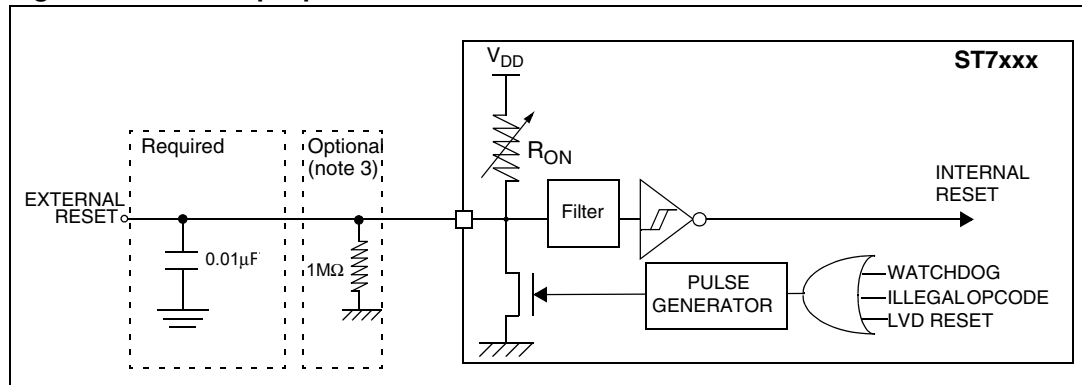 ST7xxx
VDD
RON
Required
Optional
(note 3)
EXTERNAL
RESET
0.01µF
1MΩ
Filter
INTERNAL
RESET
PULSE
GENERATOR
WATCHDOG
ILLEGAL OPCODE
LVD RESET